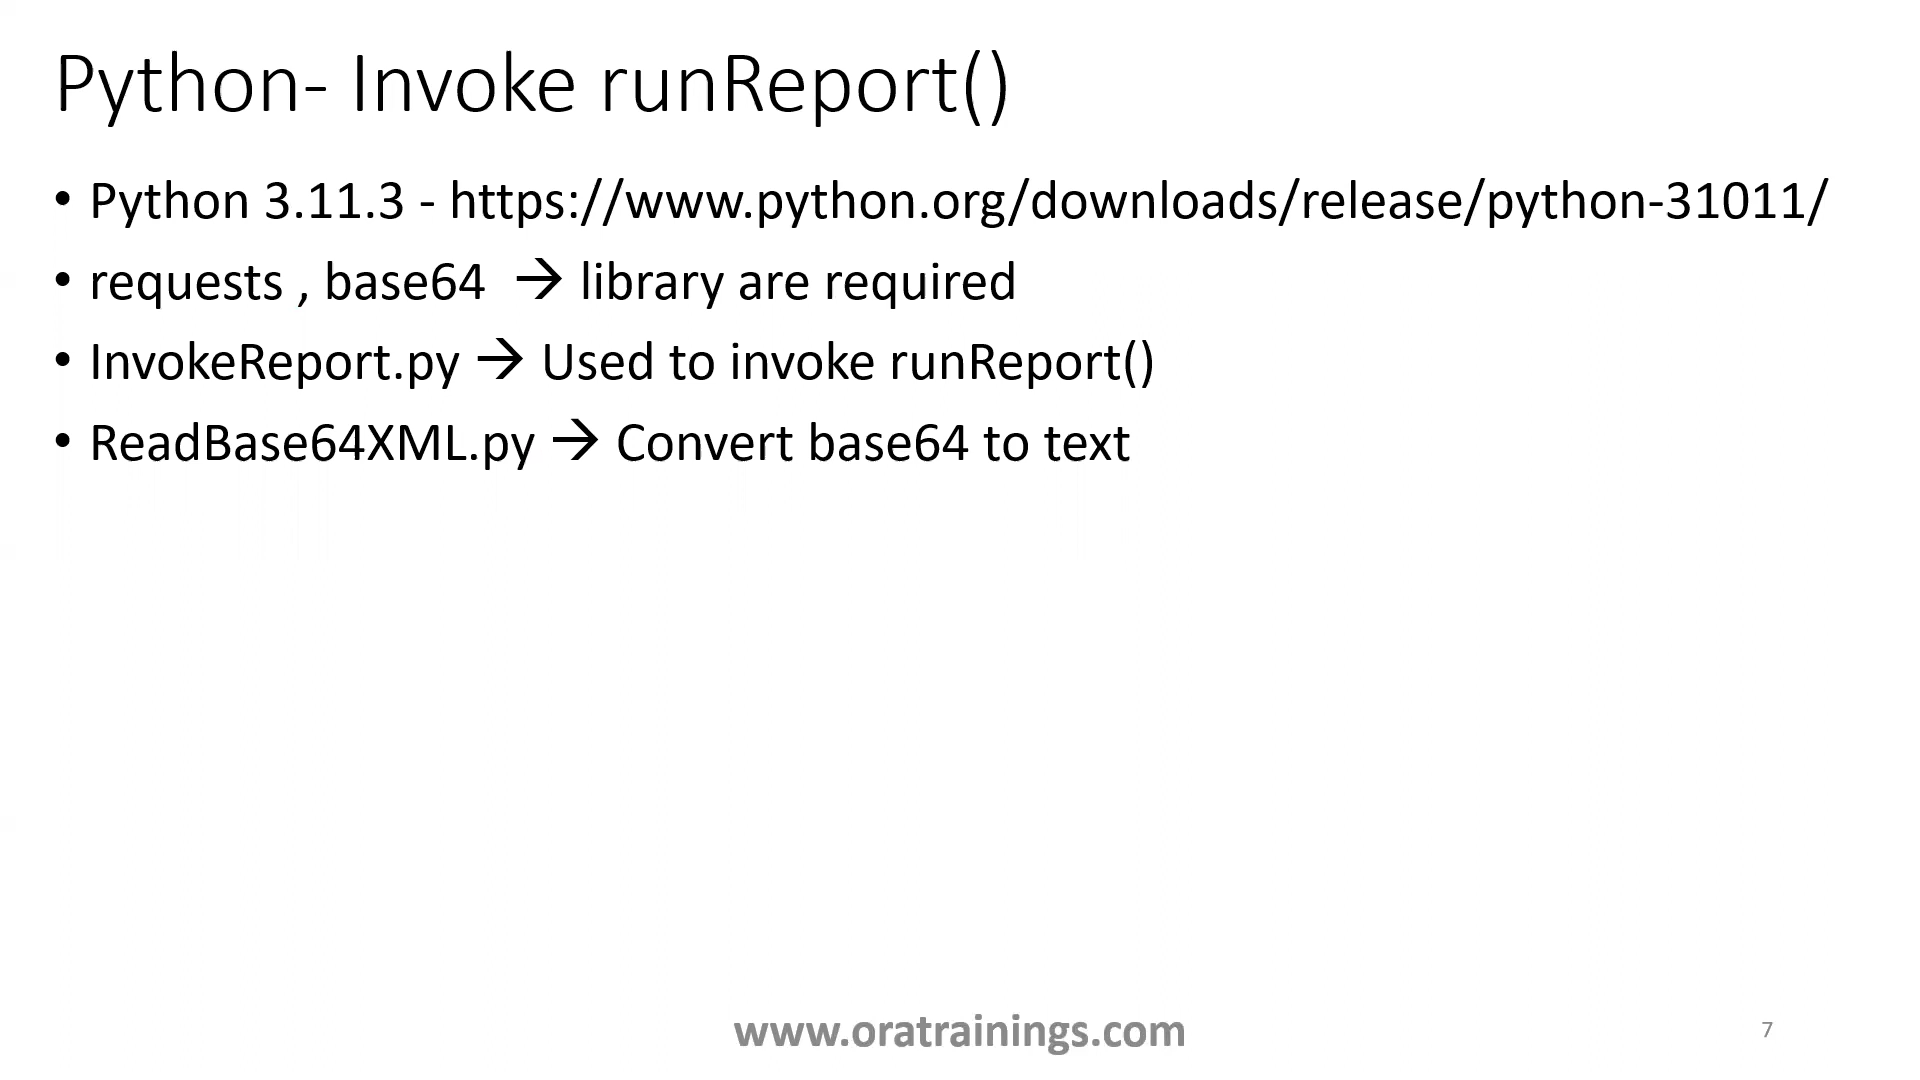 Python- Invoke runReport()
• Python 3.11.3 - https://www.python.org/downloads/release/python-31011/
• requests , base64 → library are required
• InvokeReport.py → Used to invoke runReport()
• ReadBase64XML.py → Convert base64 to text
www.oratrainings.com
7